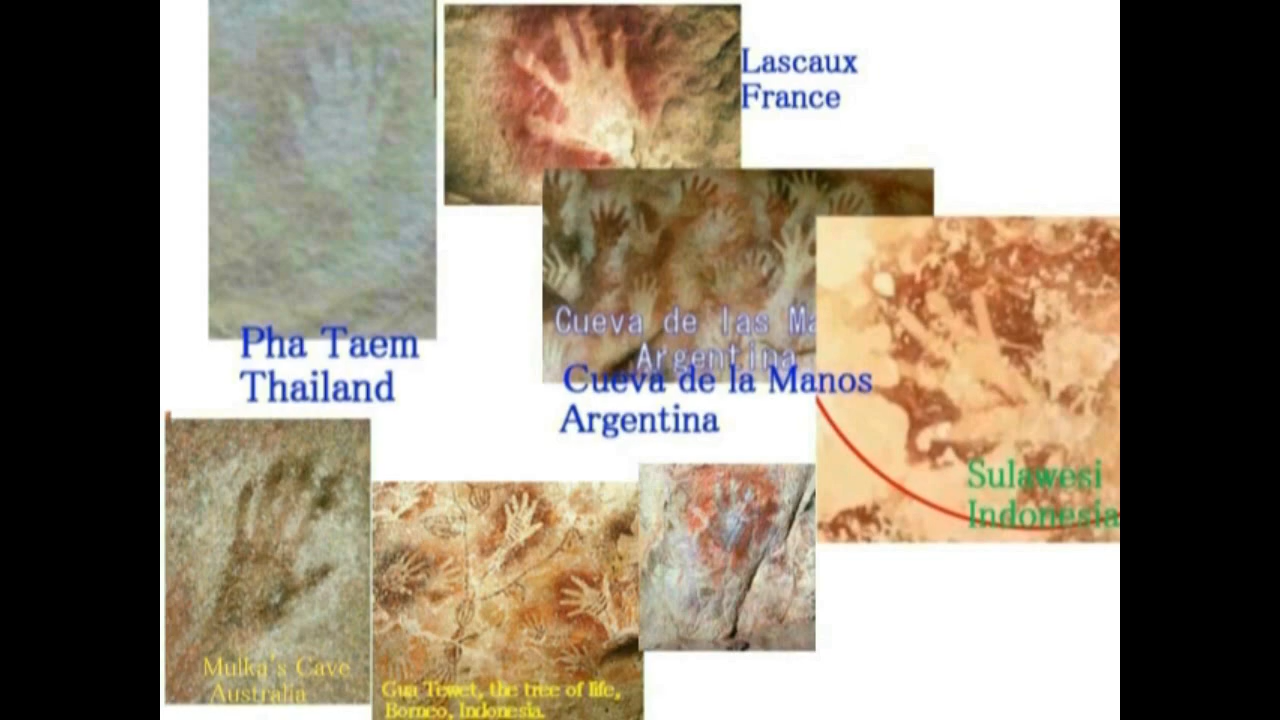 Lascaux
France
Pha Taem
Thailand
Cueva de las Ma
Argentina
Cueva de la Manos
Argentina
Sulawesi
Indonesia
Mulka's Cave
Australia
Gua Tewet, the tree of life,
Borneo, Indonesia.